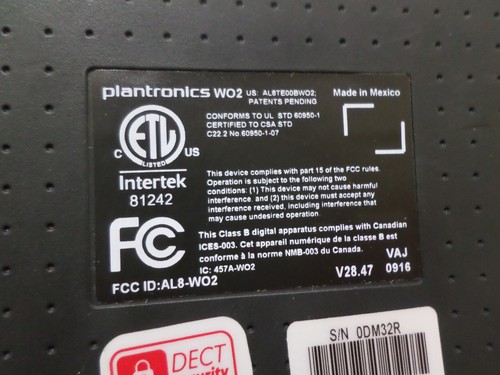 plantronics WO2 US: AL8TE00BWO2;
PATENTS PENDING
Made in Mexico
CONFORMS TO UL STD 60950-1
CERTIFIED TO CSA STD
C22.2 No 60950-1-07
ETL
C LISTED US
Intertek
81242
This device complies with part 15 of the FCC rules.
Operation is subject to the following two
conditions: (1) This device may not cause harmful
interference, and (2) this device must accept any
interference received, including interference that
may cause undesired operation
FC
This Class B digital apparatus complies with Canadian
ICES-003. Cet appareil numérique de la classe B est
conforme à la norme NMB-003 du Canada.
IC: 457A-WO2
VAJ
V28.47 0916
FCC ID:AL8-WO2
DECT
S/N 0DM32R